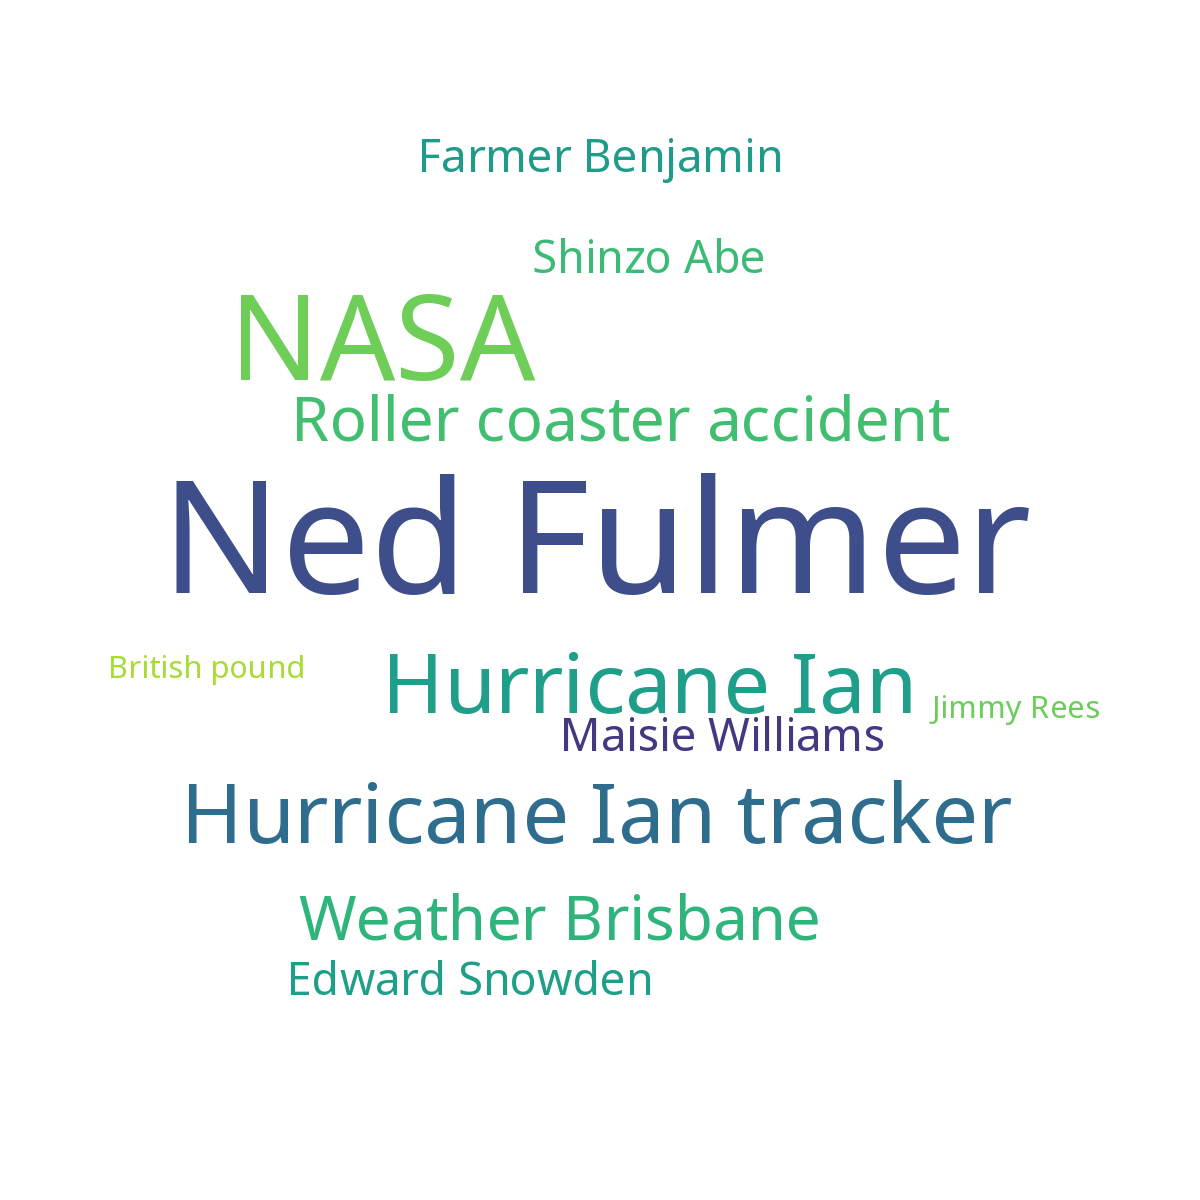 Farmer Benjamin
Shinzo Abe
NASA
Roller coaster accident
Ned Fulmer
British pound
Hurricane Ian
Jimmy Rees
Maisie Williams
Hurricane Ian tracker
Weather Brisbane
Edward Snowden